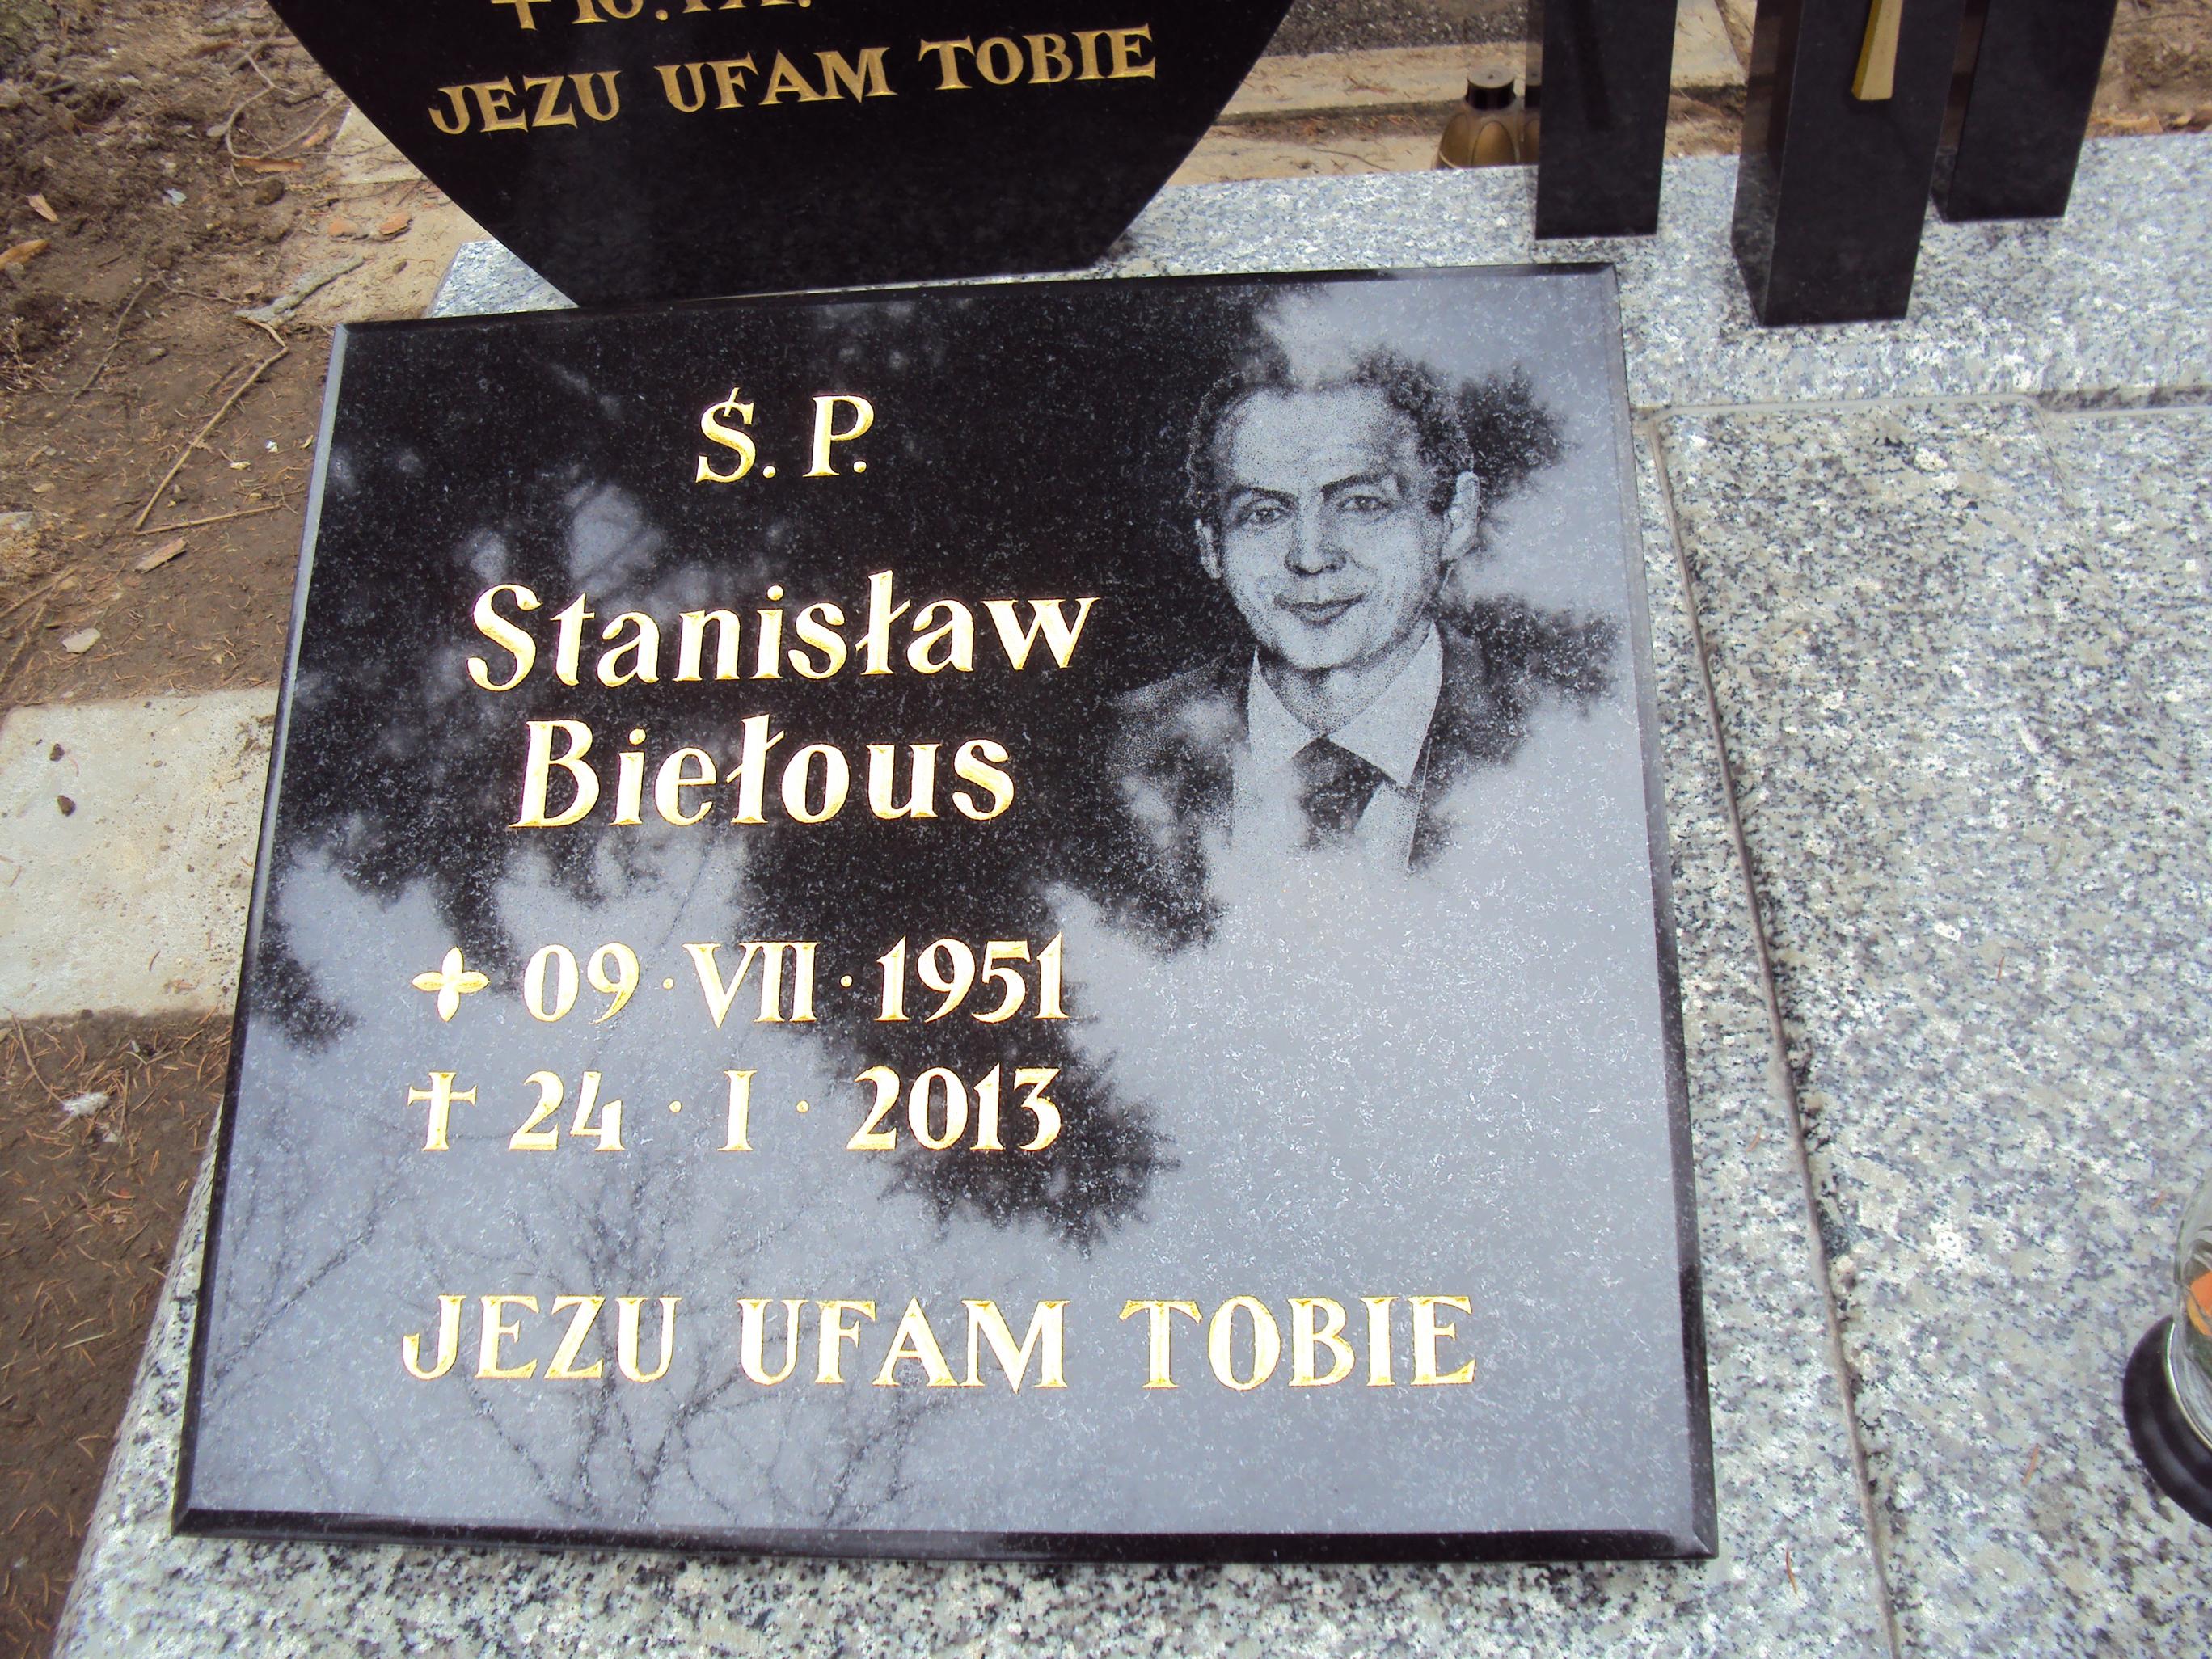 JEZU UFAM TOBIE
Ś. P.
Stanisław
Biełous
09 · VII · 1951
† 24 · I · 2013
JEZU UFAM TOBIE